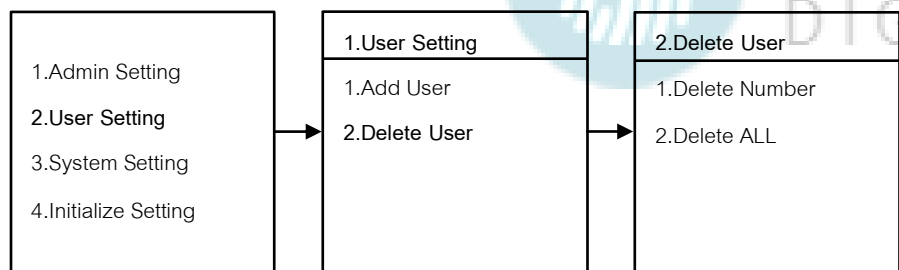 1.Admin Setting
2.User Setting
3.System Setting
4.Initialize Setting
1.User Setting
1.Add User
2.Delete User
2.Delete User
1.Delete Number
2.Delete ALL